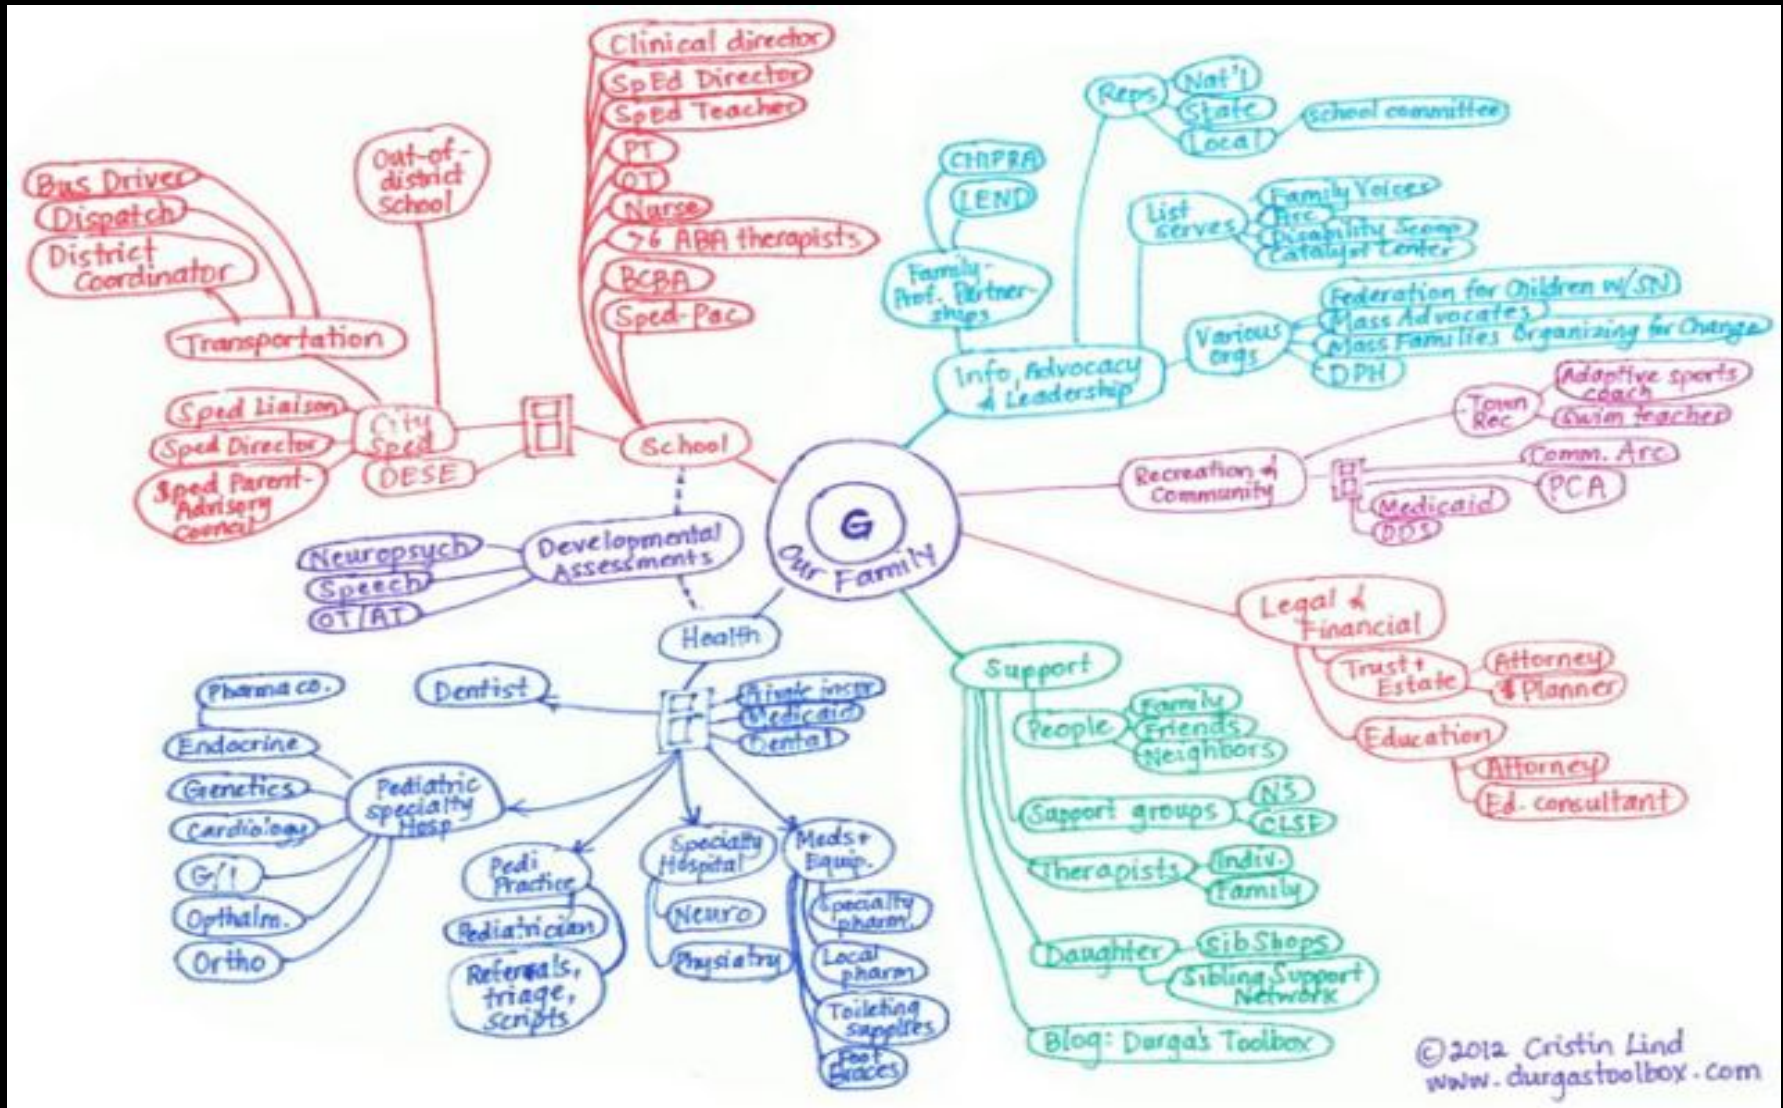 Clinical director
SpEd Director
SpEd Teacher
PT
OT
Nurse
>6 ABA therapists
BCBA
Sped-Pac
Out-of-
district
school
Bus Driver
Dispatch
District
Coordinator
Transportation
Sped Liaison
Sped Director
Sped Parent-
Advisory
Council
City
Sped
DESE
School
Reps
Nat'l
State
Local
school committee
CHIPRA
LEND
List
serves
Family Voices
Arc
Disability Scoop
Catalyst Center
Family-
Prof. Partner-
ships
Various
orgs
Federation for Children w/SN
Mass Advocates
Mass Families Organizing for Change
DPH
Info, Advocacy
& Leadership
Town
Rec
Adaptive sports
coach
Swim teacher
Recreation &
Community
Comm. Arc
PCA
Medicaid
DDS
G
Our Family
Developmental
Assessments
Neuropsych
Speech
OT/AT
Legal &
Financial
Trust +
Estate
Attorney
$ Planner
Education
Attorney
Ed. consultant
Health
Dentist
Private insur
Medicaid
Dental
Pharmaco.
Endocrine
Genetics
Cardiology
G/I
Opthalm.
Ortho
Pediatric
specialty
Hosp
Pedi
Practice
Pediatrician
Referrals,
triage,
scripts
Specialty
Hospital
Neuro
Physiatry
Meds +
Equip.
Specialty
pharm.
Local
pharm
Toileting
supplies
Foot
Braces
Support
People
Family
Friends
Neighbors
Support groups
NS
CLSF
Therapists
Indiv.
Family
Daughter
SibShops
Sibling Support
Network
Blog: Durga's Toolbox
©2012 Cristin Lind
www.durgastoolbox.com